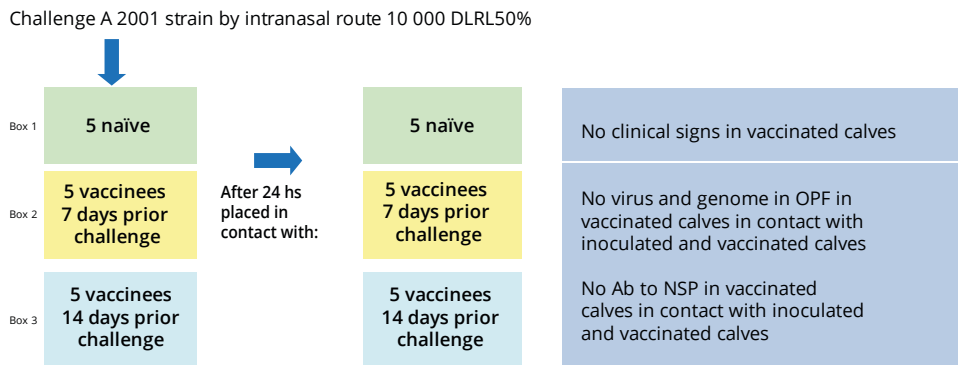 Challenge A 2001 strain by intranasal route 10 000 DLRL50%
Box 1
5 naïve
5 naïve
No clinical signs in vaccinated calves
Box 2
5 vaccinees
7 days prior
challenge
After 24 hs
placed in
contact with:
5 vaccinees
7 days prior
challenge
No virus and genome in OPF in
vaccinated calves in contact with
inoculated and vaccinated calves
Box 3
5 vaccinees
14 days prior
challenge
5 vaccinees
14 days prior
challenge
No Ab to NSP in vaccinated
calves in contact with inoculated
and vaccinated calves